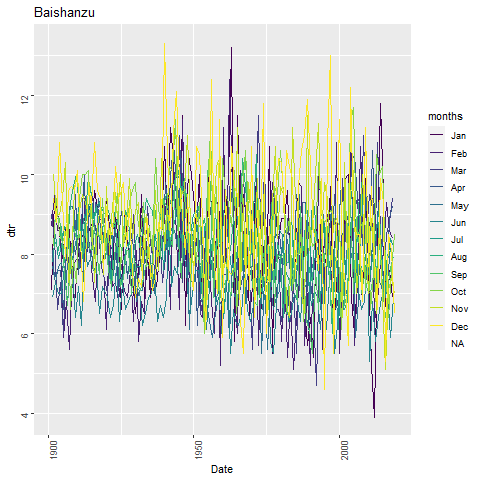 Baishanzu
dtr
12
10
8
6
4
1900
1950
2000
Date
months
Jan
Feb
Mar
Apr
May
Jun
Jul
Aug
Sep
Oct
Nov
Dec
NA